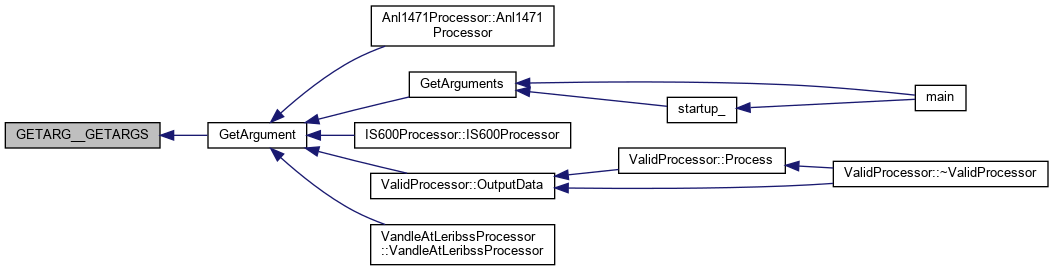 Anl1471Processor::Anl1471
Processor
GetArguments
main
startup_
GETARG__GETARGS
GetArgument
IS600Processor::IS600Processor
ValidProcessor::Process
ValidProcessor::~ValidProcessor
ValidProcessor::OutputData
VandleAtLeribssProcessor
::VandleAtLeribssProcessor